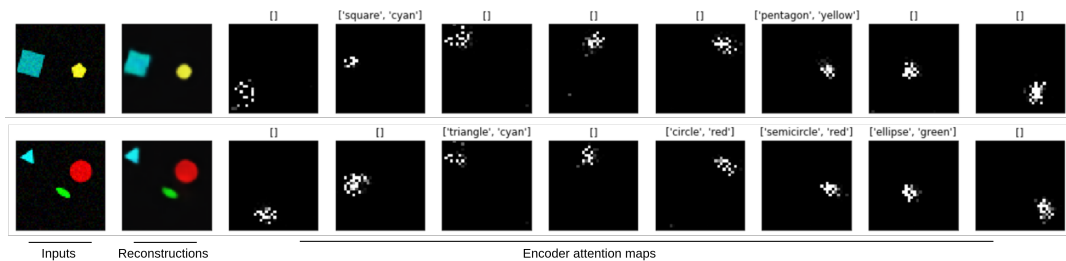 [] ['square', 'cyan'] [] [] [] ['pentagon', 'yellow'] [] []
[] [] ['triangle', 'cyan'] [] ['circle', 'red'] ['semicircle', 'red'] ['ellipse', 'green'] []
Inputs Reconstructions Encoder attention maps